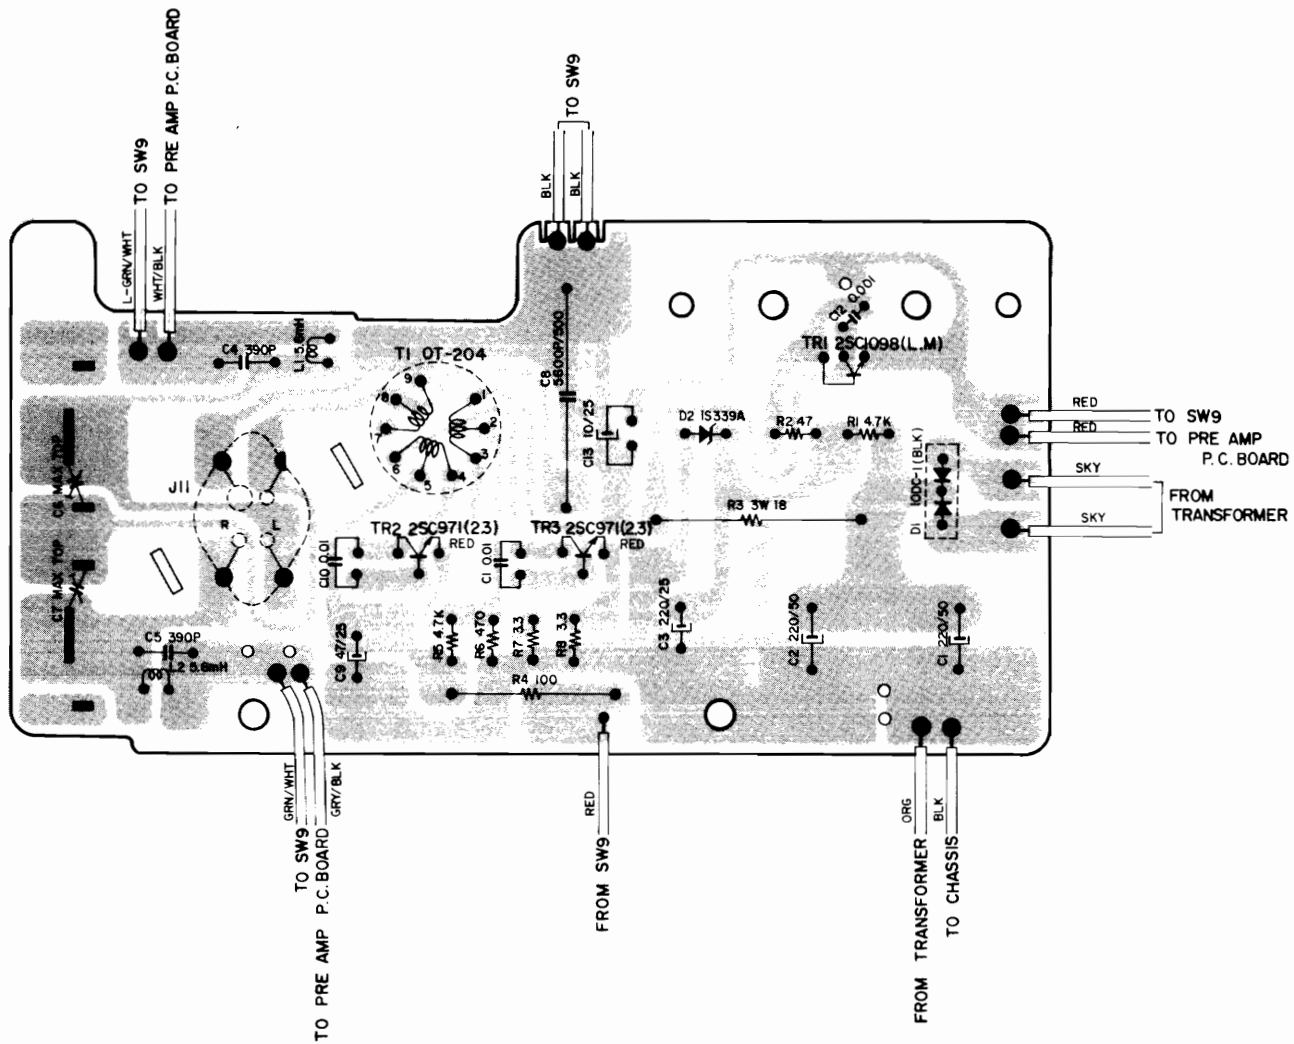 TO SW9
TO PRE AMP P.C.BOARD
L-GRN/WHT
WHT/BLK
TO SW9
BLK
BLK
C4 390P
L1 5.6mH
T1 OT-204
9
8
7
6
5
4
3
2
1
C8
5600P/500
C13 10/25
C12 0.001
TR1 2SC1098(L.M)
D2 1S339A
R2 47
R1 4.7K
D1 10DC-1(BLK)
RED
TO SW9
RED
TO PRE AMP
P.C.BOARD
SKY
FROM
TRANSFORMER
SKY
C6 MAX TOP
C7 MAX TOP
J11
R
L
R3 3W 18
TR2 2SC971(2.3)
RED
TR3 2SC971(2.3)
RED
C10 0.01
C1 0.01
C5 390P
2 5.6mH
C9 47/25
R5 4.7K
R6 470
R7 3.3
R8 3.3
R4 100
C3 220/25
C2 220/50
C1 220/50
GRN/WHT
GRY/BLK
TO SW9
TO PRE AMP P.C.BOARD
RED
FROM SW9
ORG
BLK
FROM TRANSFORMER
TO CHASSIS